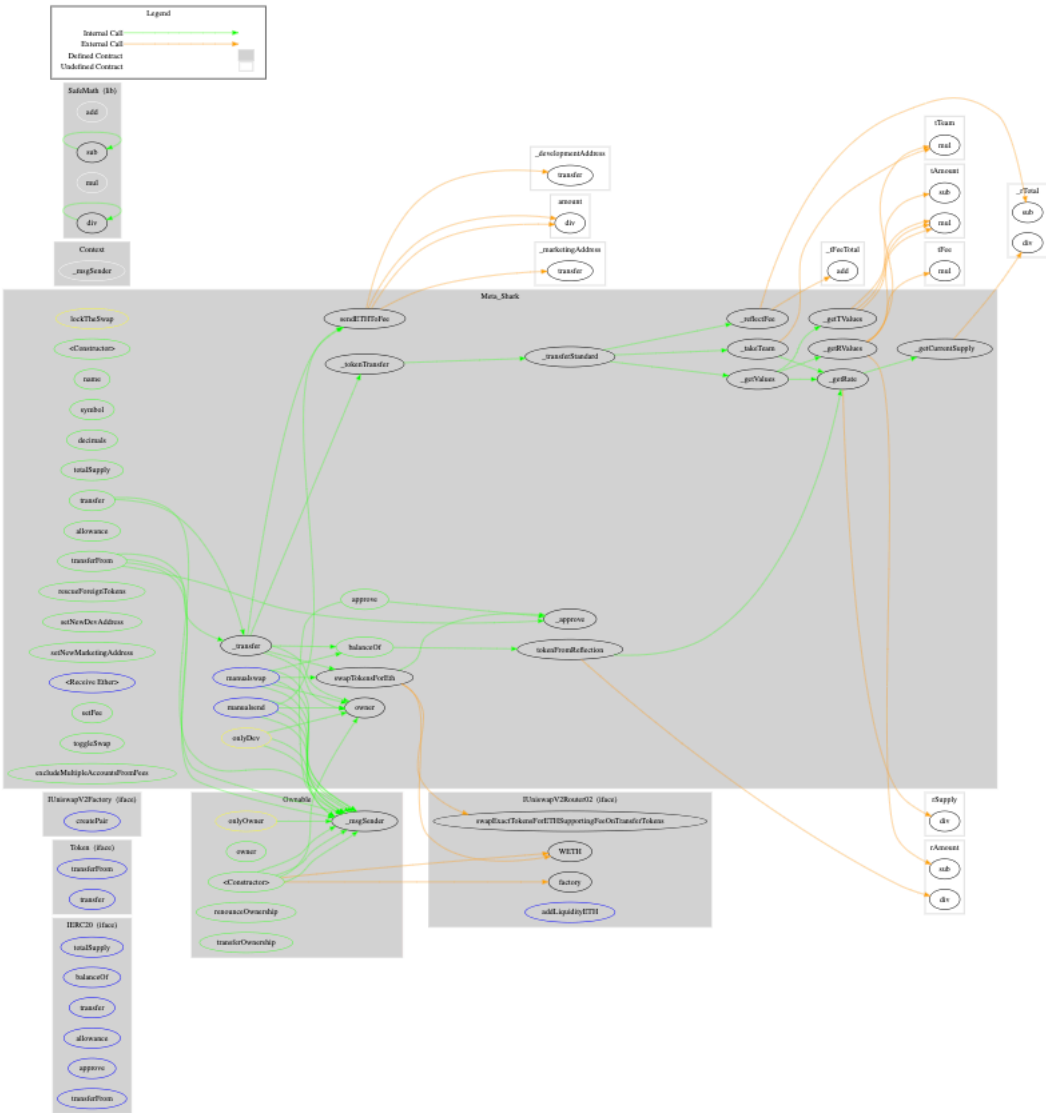 Legend
Internal Call
External Call
Defined Contract
Undefined Contract
SafeMath (lib)
add
sub
mul
div
Context
_msgSender
_developmentAddress
transfer
amount
div
_marketingAddress
transfer
_tFeeTotal
add
tTeam
mul
tAmount
sub
mul
tFee
mul
_rTotal
sub
div
Meta_Shark
lockTheSwap
<Constructor>
name
symbol
decimals
totalSupply
transfer
allowance
transferFrom
rescueForeignTokens
setNewDevAddress
setNewMarketingAddress
<Receive Ether>
setFee
toggleSwap
excludeMultipleAccountsFromFees
_transfer
manualswap
manualsend
onlyDev
sendETHToFee
_tokenTransfer
approve
balanceOf
swapTokensForEth
owner
_transferStandard
_approve
tokenFromReflection
_reflectFee
_takeTeam
_getValues
_getTValues
_getRValues
_getRate
_getCurrentSupply
IUniswapV2Factory (iface)
createPair
Token (iface)
transferFrom
transfer
IERC20 (iface)
totalSupply
balanceOf
transfer
allowance
approve
transferFrom
Ownable
onlyOwner
owner
<Constructor>
renounceOwnership
transferOwnership
_msgSender
IUniswapV2Router02 (iface)
swapExactTokensForETHSupportingFeeOnTransferTokens
WETH
factory
addLiquidityETH
rSupply
div
rAmount
sub
div